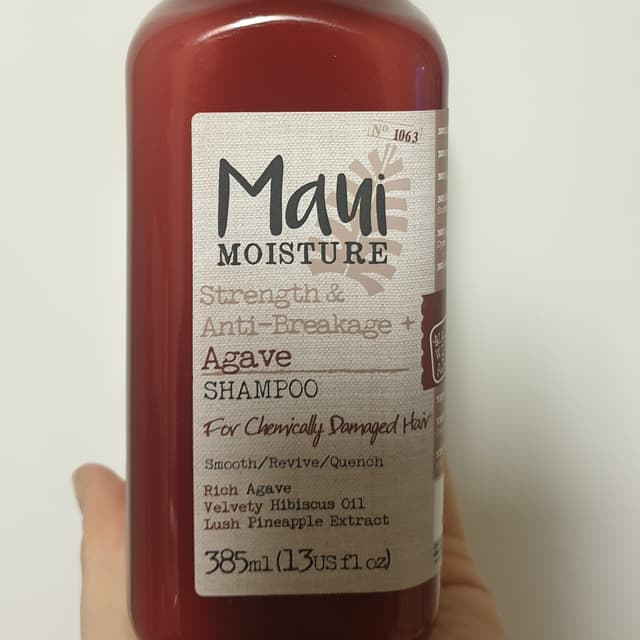 Nº 1063
Maui
MOISTURE
Strength &
Anti-Breakage +
Agave
SHAMPOO
For Chemically Damaged Hair
Smooth/Revive/Quench
Rich Agave
Velvety Hibiscus Oil
Lush Pineapple Extract
385ml (13US fl oz)